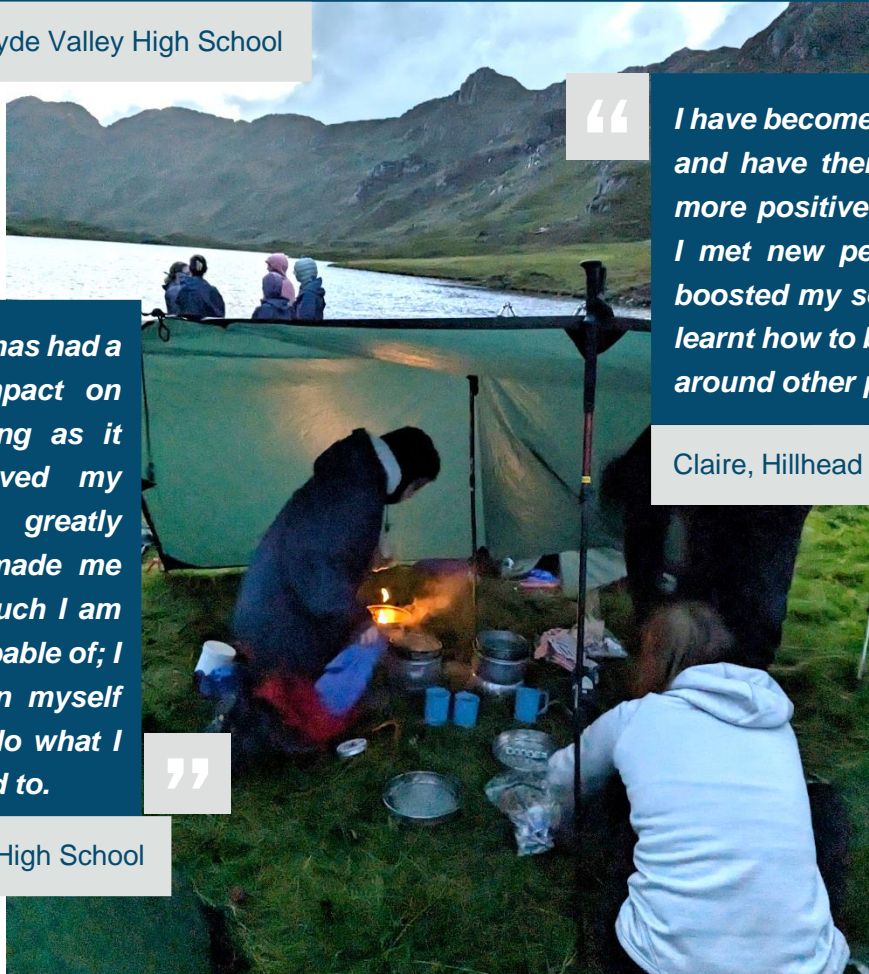 yde Valley High School
“
I have become
and have ther
more positive
I met new pe
boosted my se
learnt how to b
around other p
Claire, Hillhead
has had a
pact on
ng as it
ved my
greatly
made me
uch I am
pable of; I
n myself
do what I
d to.
”
High School